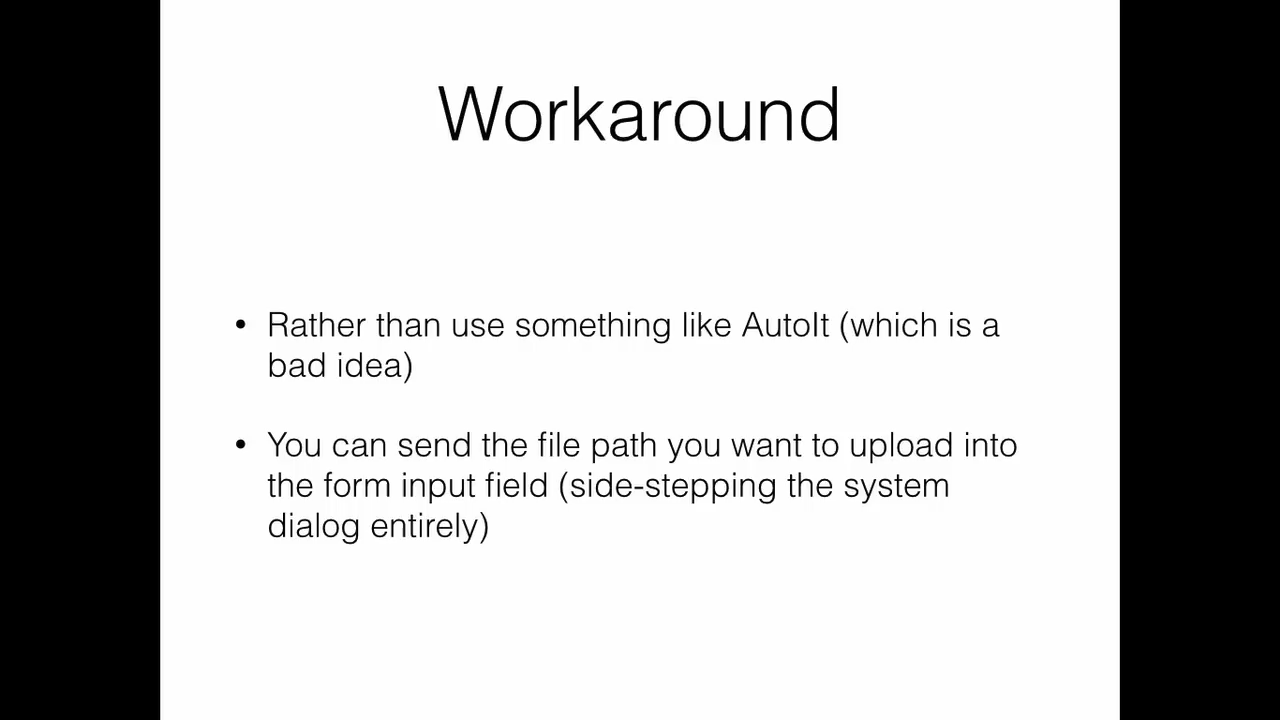 Workaround
• Rather than use something like AutoIt (which is a
bad idea)
• You can send the file path you want to upload into
the form input field (side-stepping the system
dialog entirely)